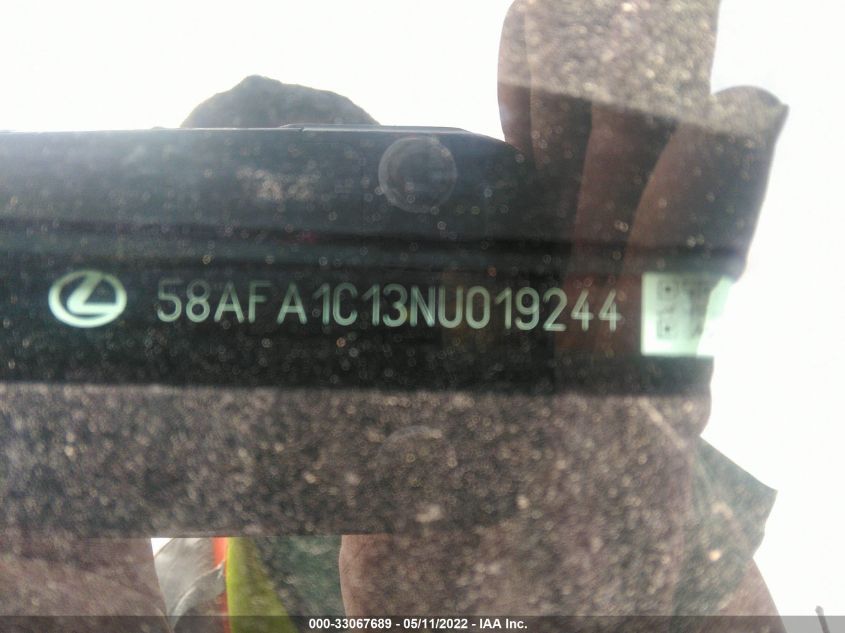 58AFA1C13NU019244
000-33067689 - 05/11/2022 - IAA Inc.